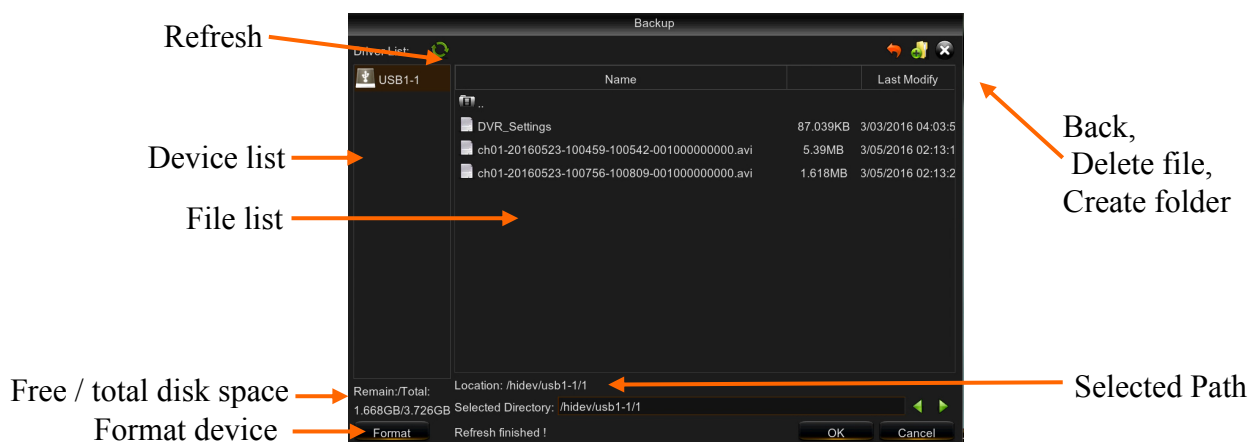 Backup
Refresh
Driver List:
USB1-1
Name Last Modify
..
DVR_Settings 87.039KB 3/03/2016 04:03:5
ch01-20160523-100459-100542-001000000000.avi 5.39MB 3/05/2016 02:13:1
ch01-20160523-100756-100809-001000000000.avi 1.618MB 3/05/2016 02:13:2
Back,
Delete file,
Create folder
Device list
File list
Free / total disk space
Remain:/Total:
1.668GB/3.726GB
Location: /hidev/usb1-1/1
Selected Path
Selected Directory: /hidev/usb1-1/1
Format device
Format
Refresh finished !
OK
Cancel